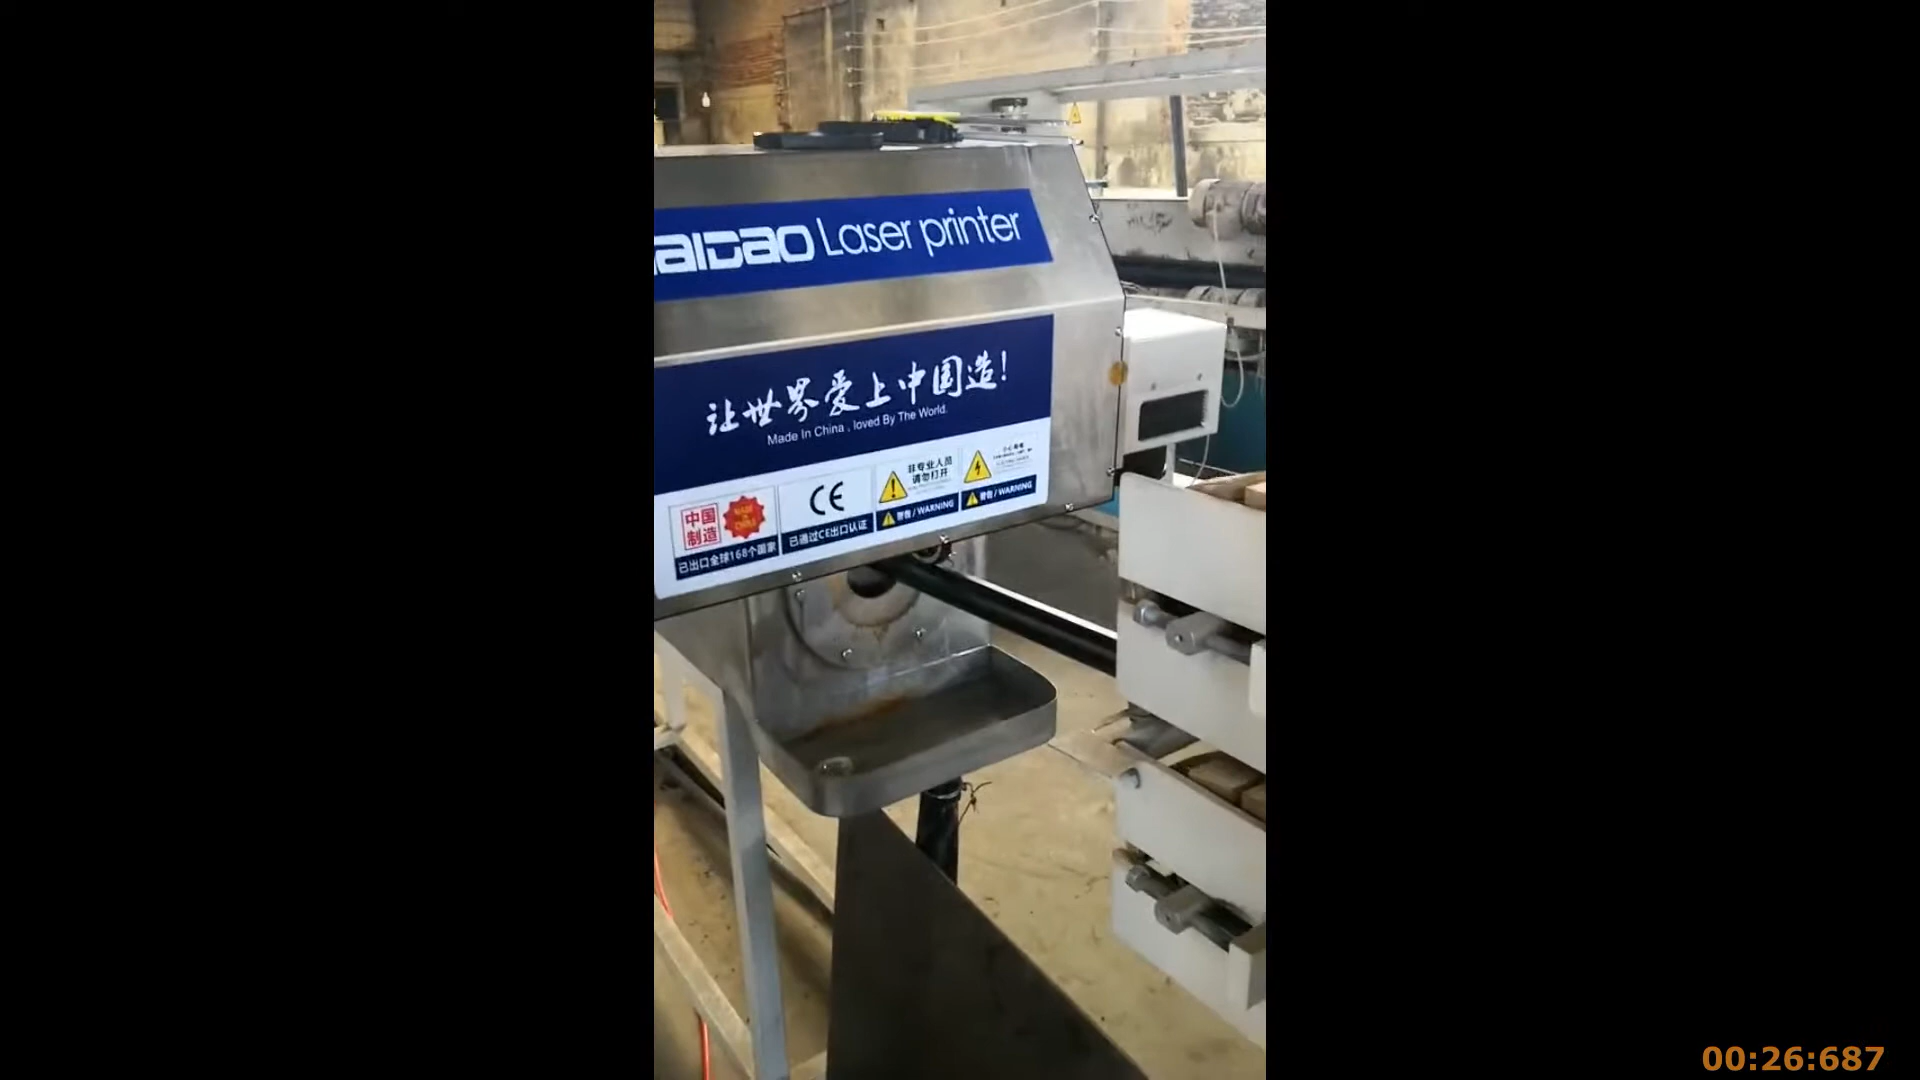 Laser printer
让世界爱上中国造!
Made In China , loved By The World.
中国
制造
MADE
IN
CHINA
已出口全球168个国家
CE
已通过CE出口认证
非专业人员
请勿打开
警告 / WARNING
警告 / WARNING
00:26:687